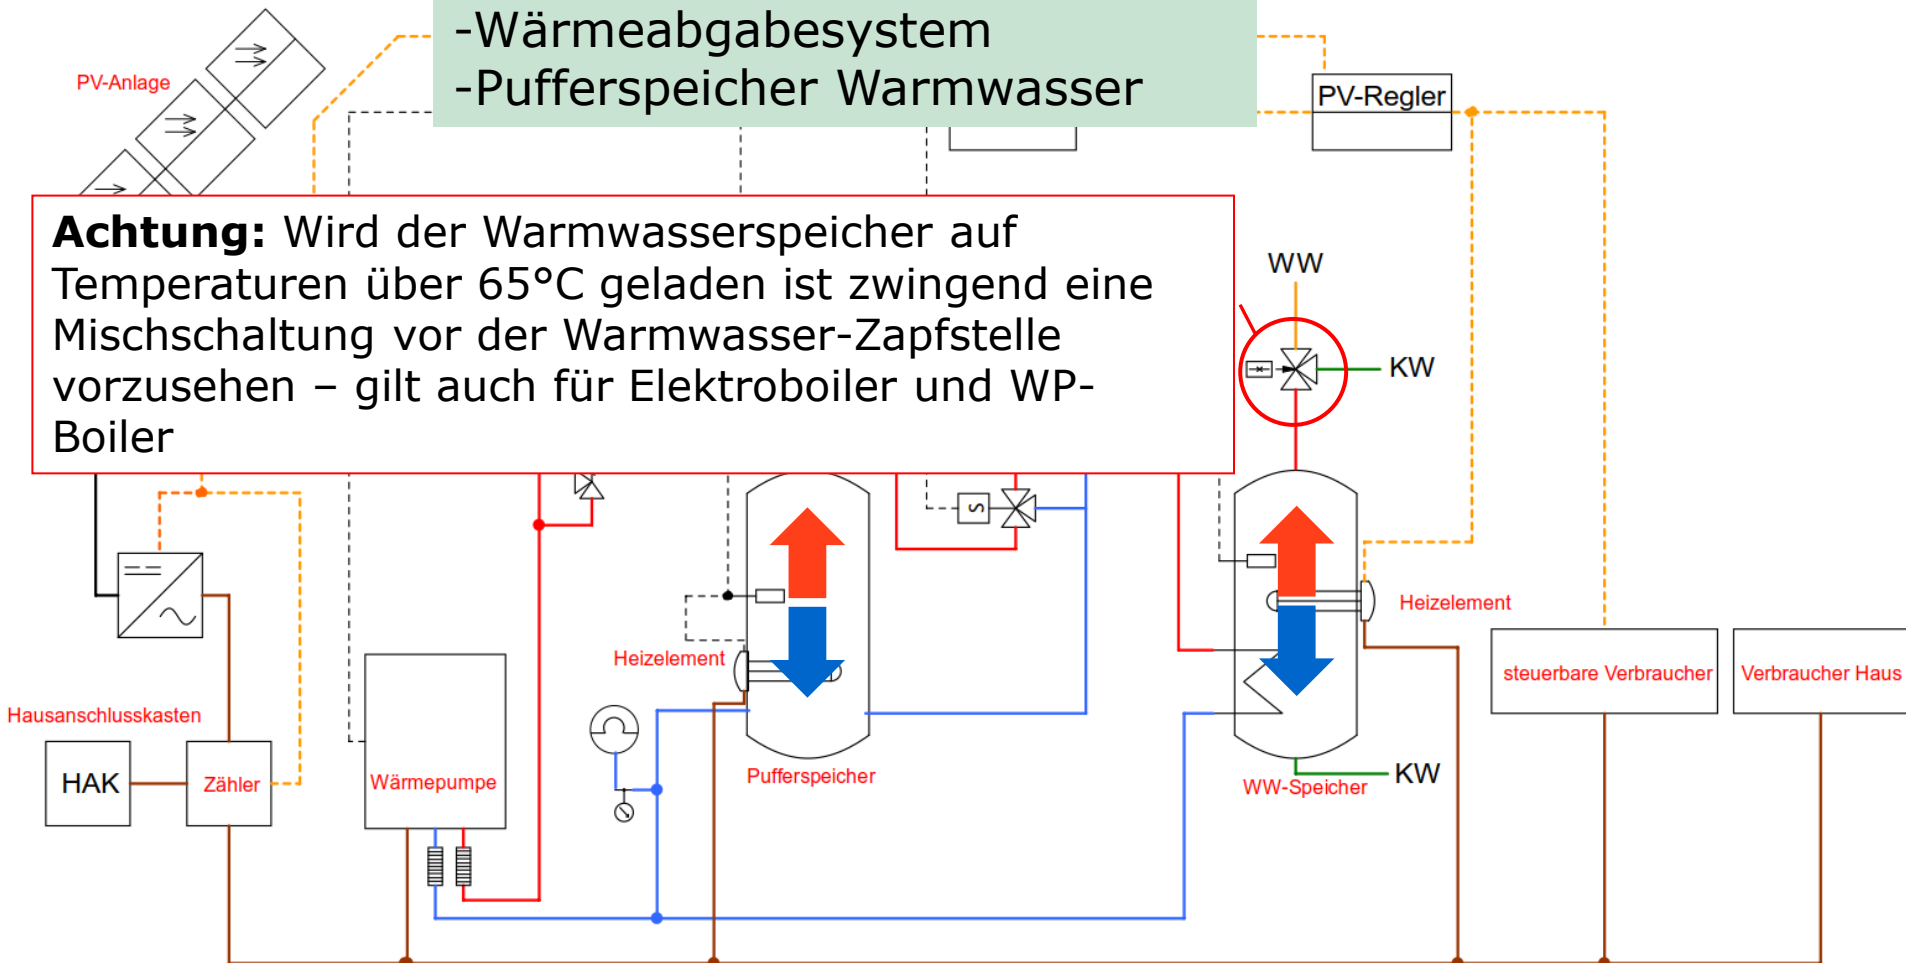 -Wärmeabgabesystem
-Pufferspeicher Warmwasser
PV-Anlage
PV-Regler
Achtung: Wird der Warmwasserspeicher auf
Temperaturen über 65°C geladen ist zwingend eine
Mischschaltung vor der Warmwasser-Zapfstelle
vorzusehen – gilt auch für Elektroboiler und WP-
Boiler
WW
KW
S
Heizelement
Heizelement
steuerbare Verbraucher
Verbraucher Haus
Hausanschlusskasten
HAK
Zähler
Wärmepumpe
Pufferspeicher
WW-Speicher
KW